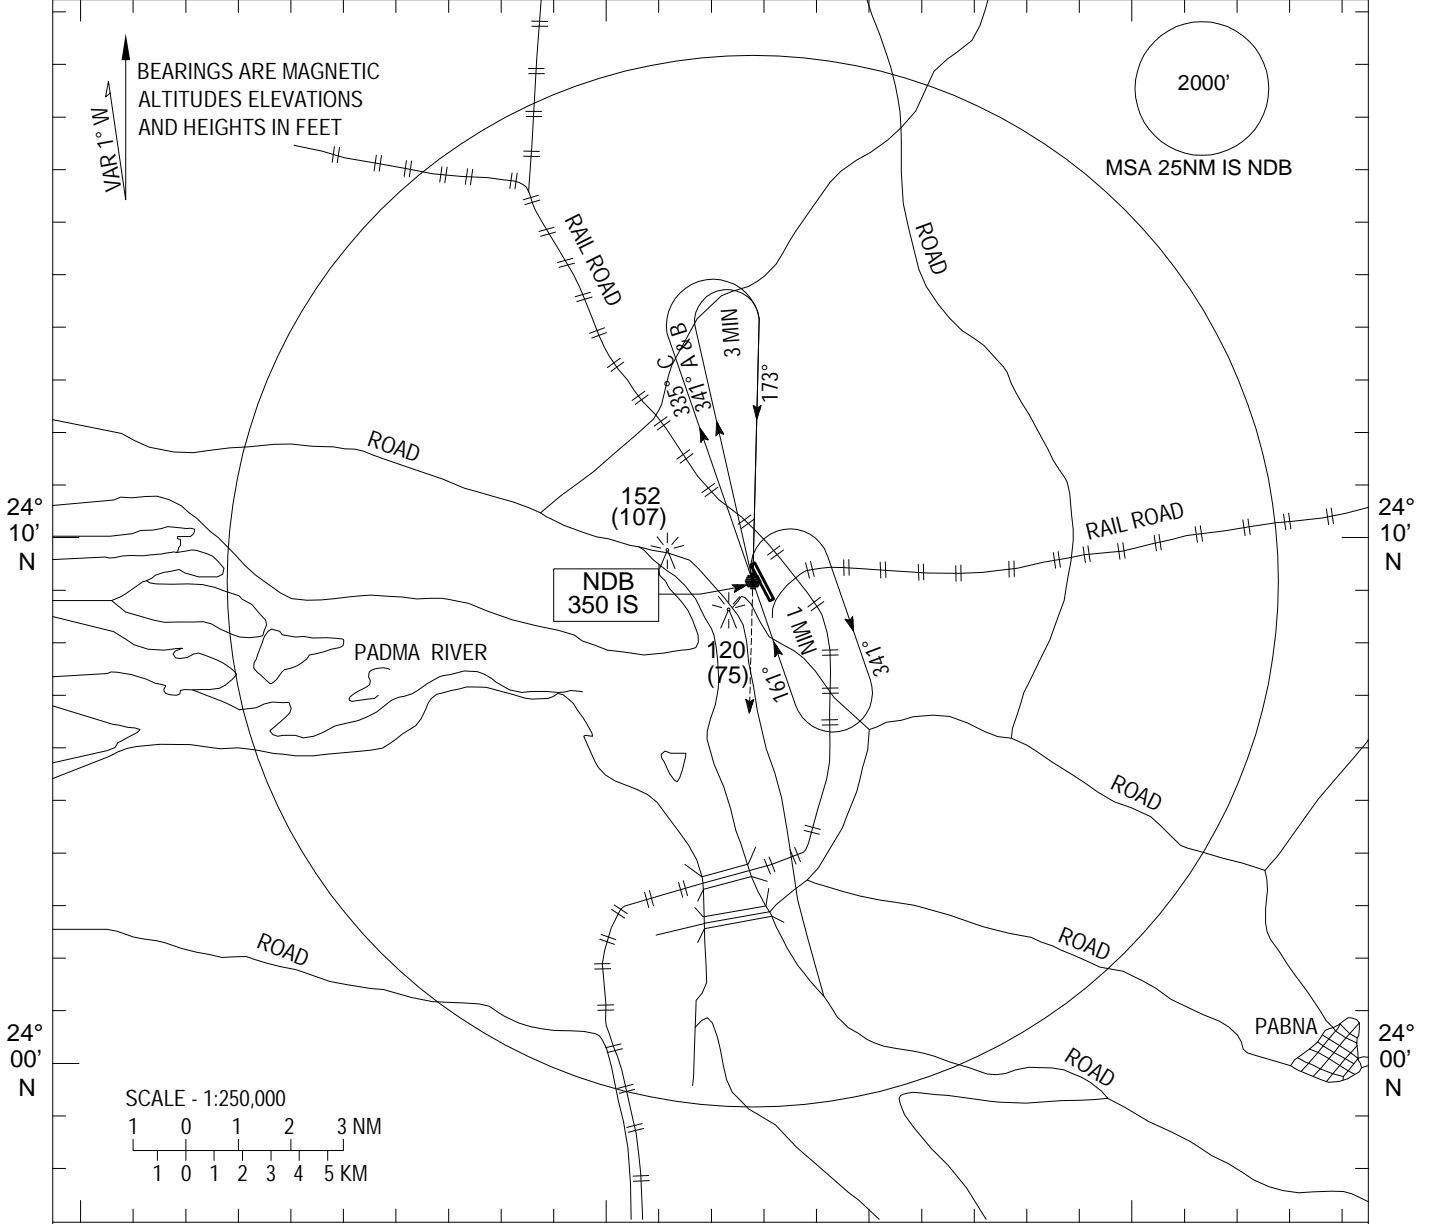 BEARINGS ARE MAGNETIC
ALTITUDES ELEVATIONS
AND HEIGHTS IN FEET
VAR 1° W
2000'
MSA 25NM IS NDB
RAIL ROAD
ROAD
3 MIN
335° C
341° A & B
173°
ROAD
152
(107)
24°
10'
N
24°
10'
N
RAIL ROAD
NDB
350 IS
1 MIN
120
(75)
161°
341°
PADMA RIVER
ROAD
ROAD
ROAD
PABNA
24°
00'
N
24°
00'
N
ROAD
SCALE - 1:250,000
1 0 1 2 3 NM
1 0 1 2 3 4 5 KM